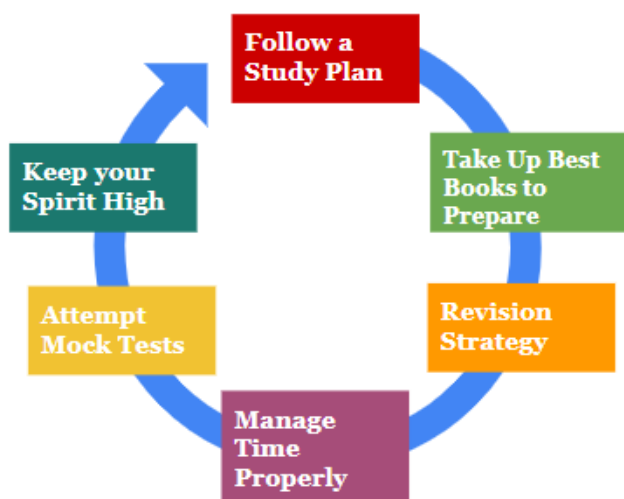 Follow a
Study Plan
Take Up Best
Books to
Prepare
Revision
Strategy
Manage
Time
Properly
Attempt
Mock Tests
Keep your
Spirit High